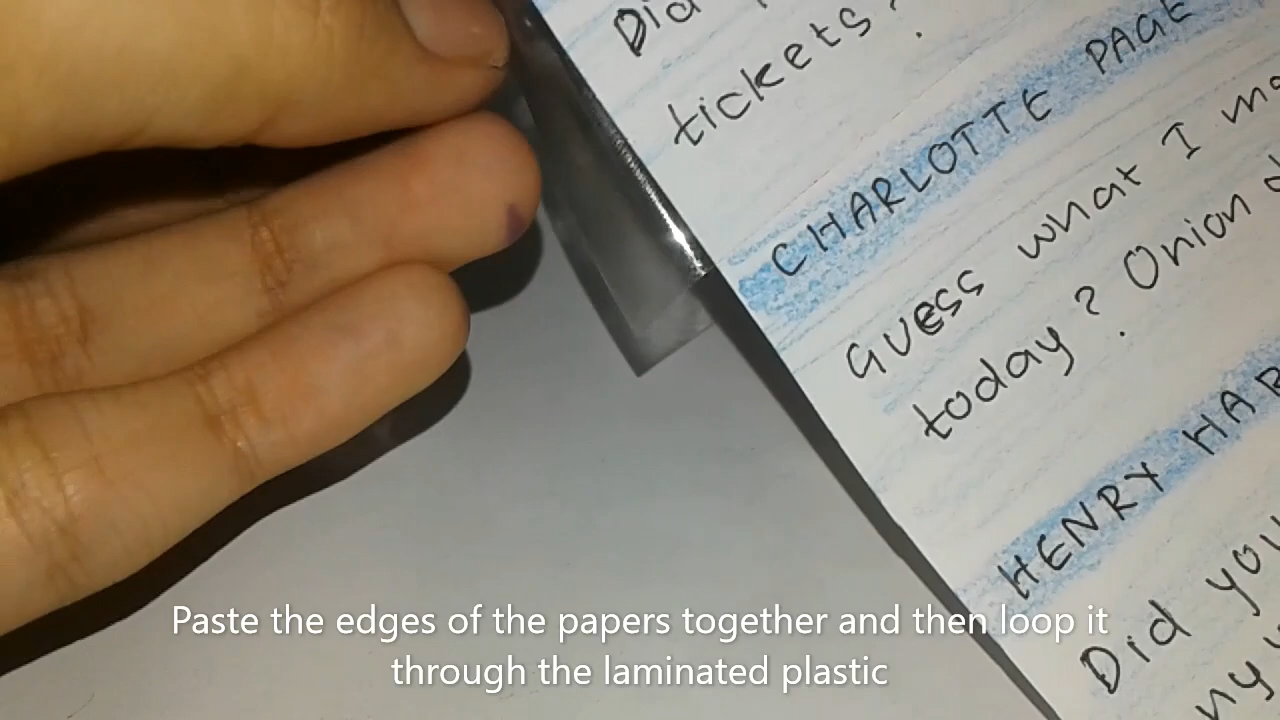 Did
tickets?
CHARLOTTE PAGE
Guess what I
today? Onion
HENRY
Did you
Paste the edges of the papers together and then loop it
through the laminated plastic